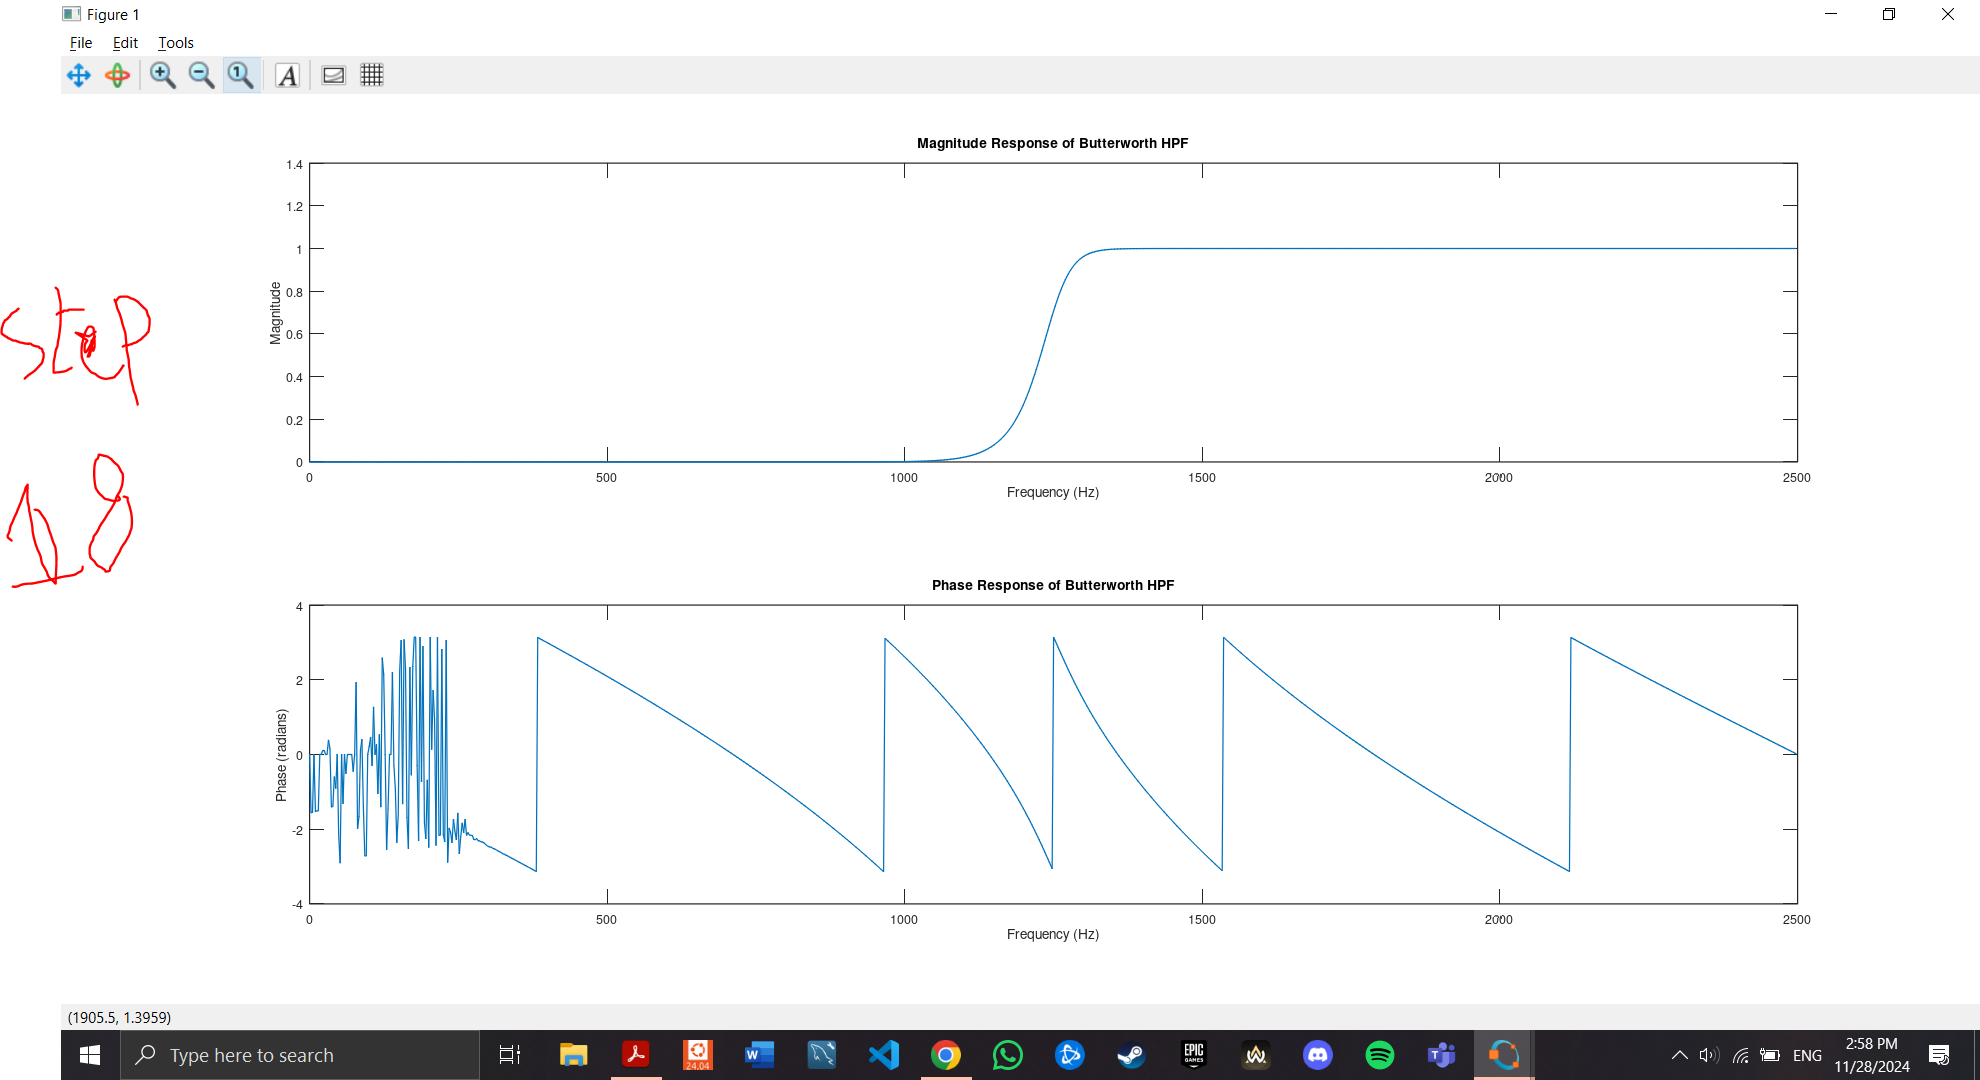 Figure 1
File Edit Tools
1 A
Magnitude Response of Butterworth HPF
1.4
1.2
1
0.8
0.6
0.4
0.2
0
Magnitude
0 500 1000 1500 2000 2500
Frequency (Hz)
step
18
Phase Response of Butterworth HPF
4
2
0
-2
-4
Phase (radians)
0 500 1000 1500 2000 2500
Frequency (Hz)
(1905.5, 1.3959)
Type here to search
24.04
W
EPIC
GAMES
T
ENG
2:58 PM
11/28/2024